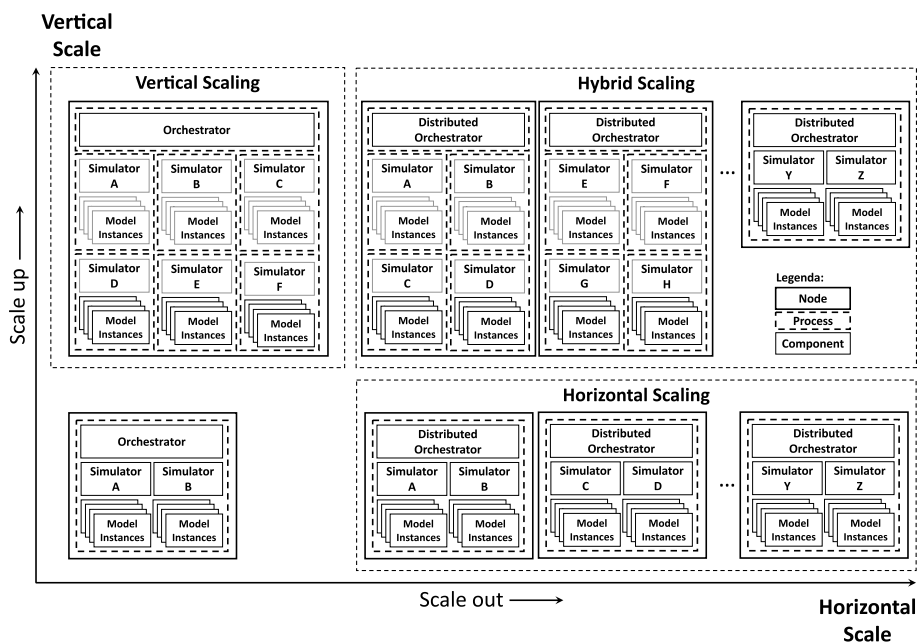 Vertical
Scale
Vertical Scaling
Orchestrator
Simulator
A
Simulator
B
Simulator
C
Model
Instances
Model
Instances
Model
Instances
Simulator
D
Simulator
E
Simulator
F
Model
Instances
Model
Instances
Model
Instances
Hybrid Scaling
Distributed
Orchestrator
Simulator
A
Simulator
B
Model
Instances
Model
Instances
Simulator
C
Simulator
D
Model
Instances
Model
Instances
Distributed
Orchestrator
Simulator
E
Simulator
F
Model
Instances
Model
Instances
Simulator
G
Simulator
H
Model
Instances
Model
Instances
...
Distributed
Orchestrator
Simulator
Y
Simulator
Z
Model
Instances
Model
Instances
Legenda:
Node
Process
Component
Scale up
Orchestrator
Simulator
A
Simulator
B
Model
Instances
Model
Instances
Horizontal Scaling
Distributed
Orchestrator
Simulator
A
Simulator
B
Model
Instances
Model
Instances
Distributed
Orchestrator
Simulator
C
Simulator
D
Model
Instances
Model
Instances
...
Distributed
Orchestrator
Simulator
Y
Simulator
Z
Model
Instances
Model
Instances
Scale out
Horizontal
Scale